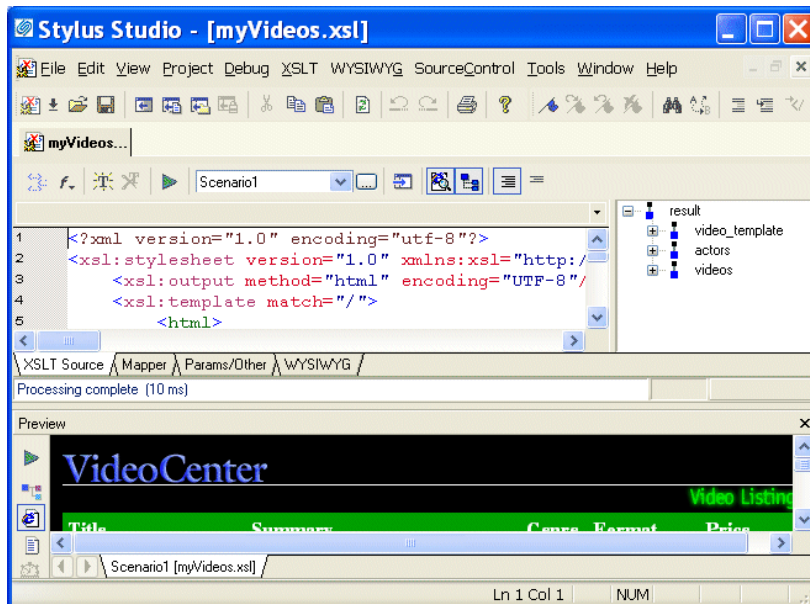 Stylus Studio - [myVideos.xsl]
File Edit View Project Debug XSLT WYSIWYG SourceControl Tools Window Help
myVideos...
Scenario1
1 <?xml version="1.0" encoding="utf-8"?>
2 <xsl:stylesheet version="1.0" xmlns:xsl="http:/
3 <xsl:output method="html" encoding="UTF-8"/
4 <xsl:template match="/">
5 <html>
result
video_template
actors
videos
XSLT Source Mapper Params/Other WYSIWYG
Processing complete (10 ms)
Preview
VideoCenter
Video Listing
Title Summary Genre Format Price
Scenario1 [myVideos.xsl]
Ln 1 Col 1 NUM